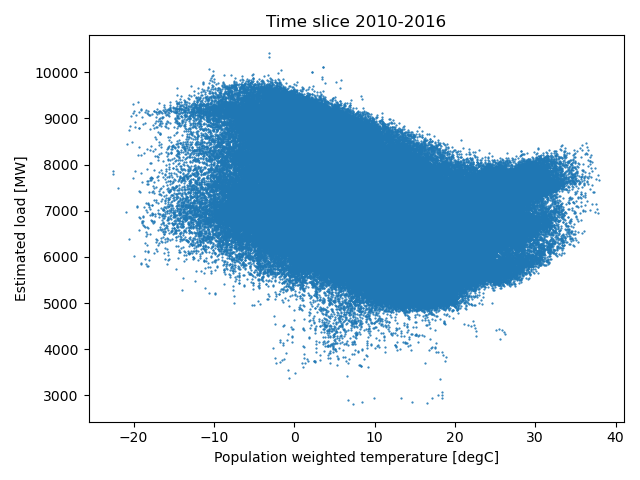 Time slice 2010-2016
10000
9000
8000
7000
6000
5000
4000
3000
Estimated load [MW]
−20 −10 0 10 20 30 40
Population weighted temperature [degC]